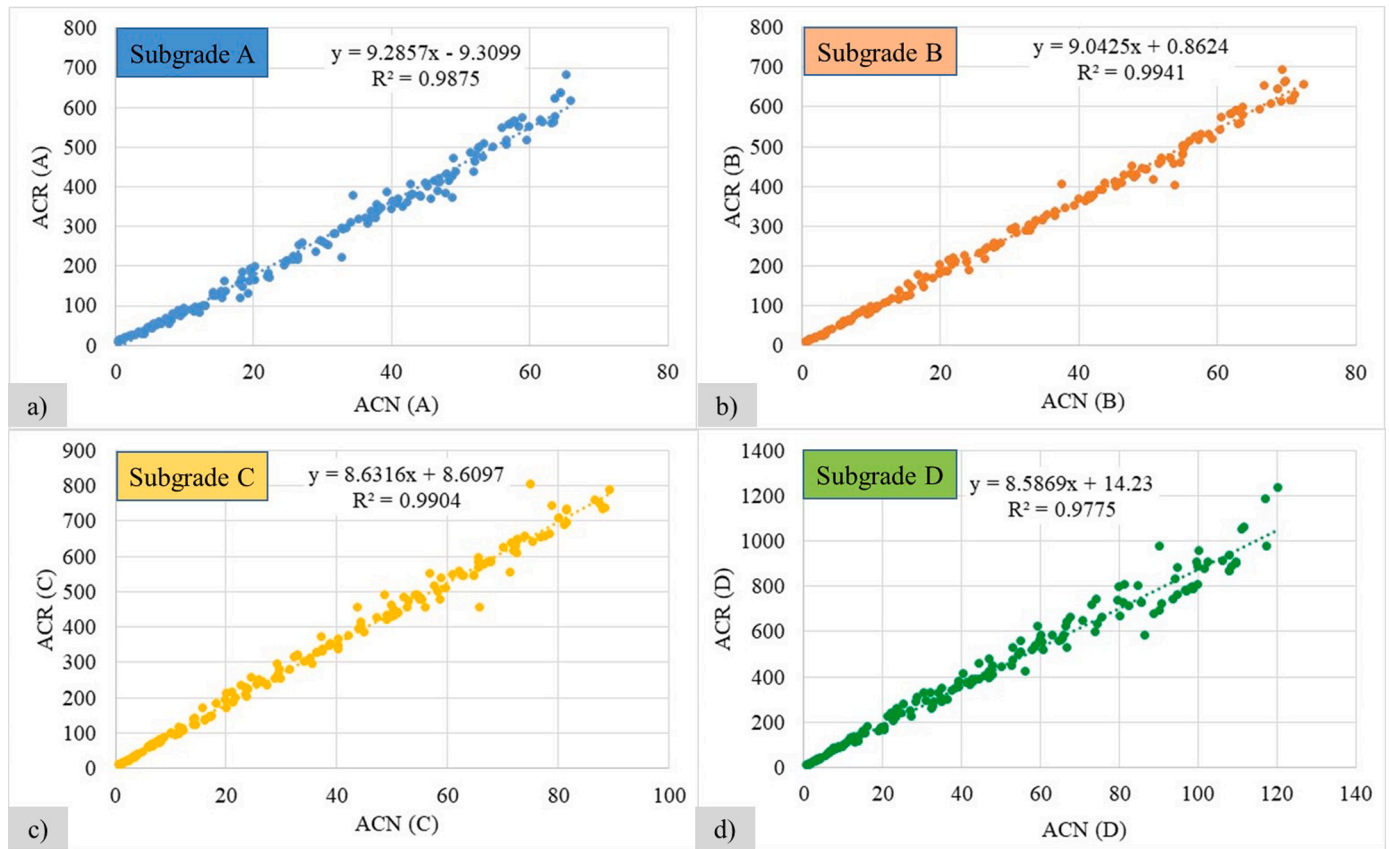 800
700
600
500
400
300
200
100
0
ACR (A)
Subgrade A
y = 9.2857x - 9.3099
R² = 0.9875
0 20 40 60 80
ACN (A)
a)
800
700
600
500
400
300
200
100
0
ACR (B)
Subgrade B
y = 9.0425x + 0.8624
R² = 0.9941
0 20 40 60 80
ACN (B)
b)
900
800
700
600
500
400
300
200
100
0
ACR (C)
Subgrade C
y = 8.6316x + 8.6097
R² = 0.9904
0 20 40 60 80 100
ACN (C)
c)
1400
1200
1000
800
600
400
200
0
ACR (D)
Subgrade D
y = 8.5869x + 14.23
R² = 0.9775
0 20 40 60 80 100 120 140
ACN (D)
d)